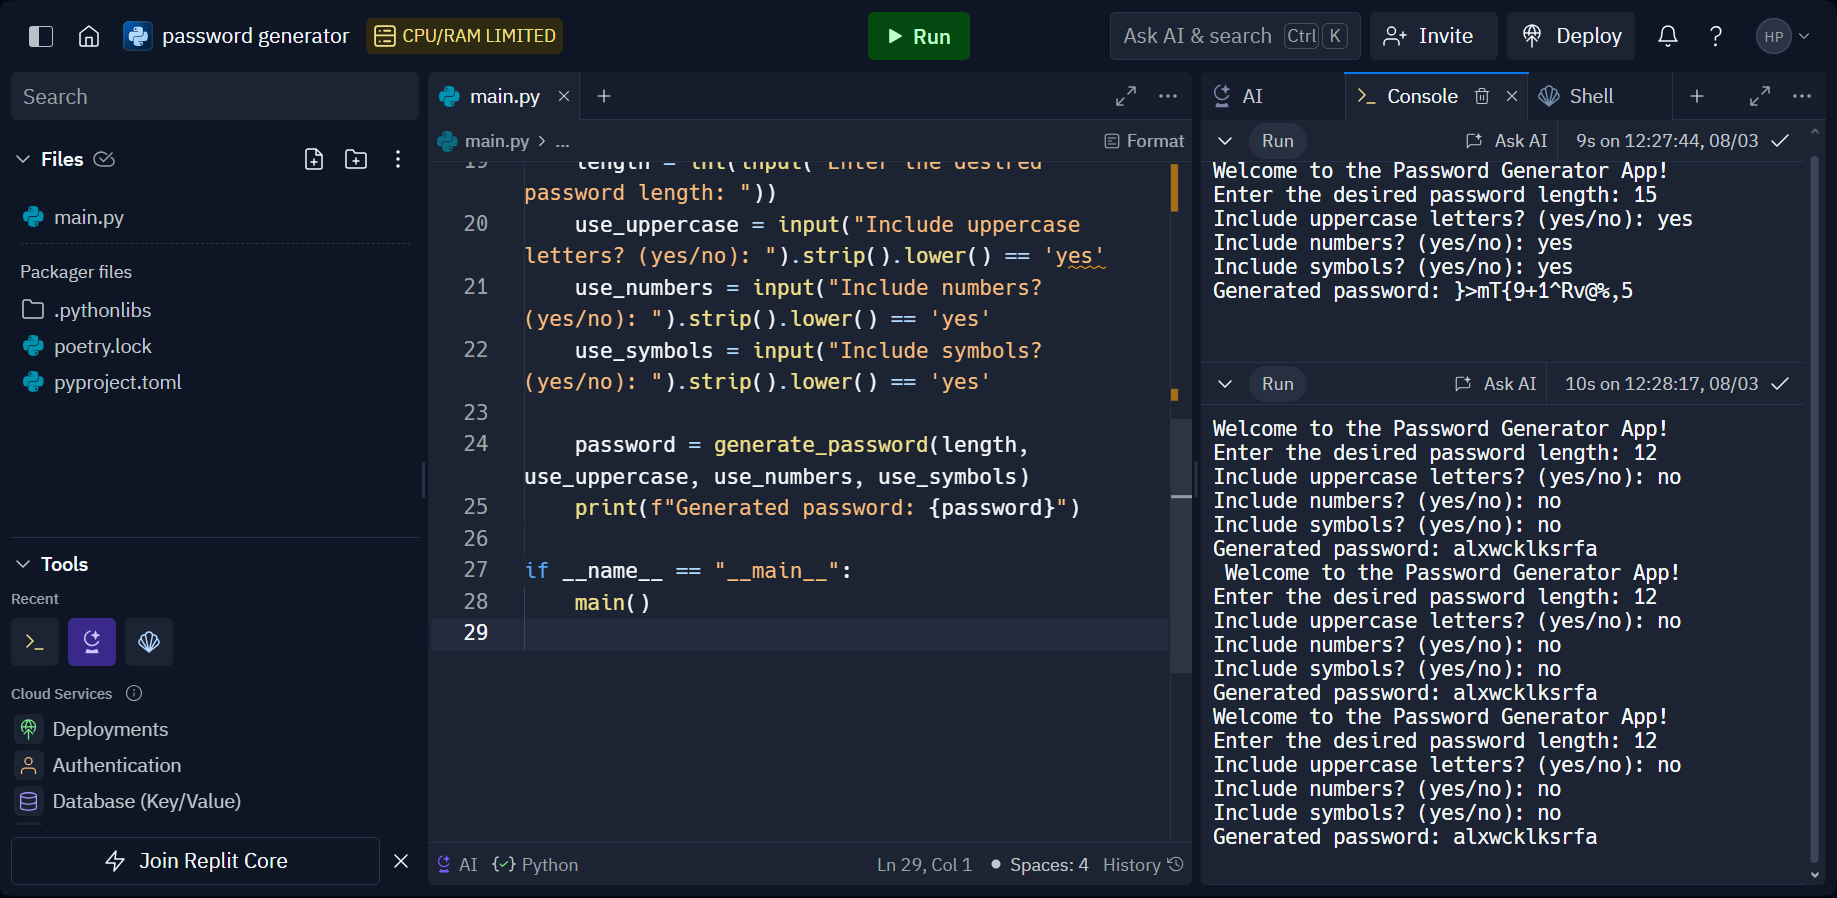 password generator
CPU/RAM LIMITED
Run
Ask AI & search Ctrl K
Invite
Deploy
?
HP
Search
Files
main.py
Packager files
.pythonlibs
poetry.lock
pyproject.toml
Tools
Recent
Cloud Services
Deployments
Authentication
Database (Key/Value)
Join Replit Core
main.py
main.py > ...
Format
19 length = int(input("Enter the desired
password length: "))
20 use_uppercase = input("Include uppercase
letters? (yes/no): ").strip().lower() == 'yes'
21 use_numbers = input("Include numbers?
(yes/no): ").strip().lower() == 'yes'
22 use_symbols = input("Include symbols?
(yes/no): ").strip().lower() == 'yes'
23
24 password = generate_password(length,
use_uppercase, use_numbers, use_symbols)
25 print(f"Generated password: {password}")
26
27 if __name__ == "__main__":
28 main()
29
AI
Python
Ln 29, Col 1
Spaces: 4
History
AI
Console
Shell
Run
Ask AI
9s on 12:27:44, 08/03
Welcome to the Password Generator App!
Enter the desired password length: 15
Include uppercase letters? (yes/no): yes
Include numbers? (yes/no): yes
Include symbols? (yes/no): yes
Generated password: }>mT{9+1^Rv@%,5
Run
Ask AI
10s on 12:28:17, 08/03
Welcome to the Password Generator App!
Enter the desired password length: 12
Include uppercase letters? (yes/no): no
Include numbers? (yes/no): no
Include symbols? (yes/no): no
Generated password: alxwcklksrfa
Welcome to the Password Generator App!
Enter the desired password length: 12
Include uppercase letters? (yes/no): no
Include numbers? (yes/no): no
Include symbols? (yes/no): no
Generated password: alxwcklksrfa
Welcome to the Password Generator App!
Enter the desired password length: 12
Include uppercase letters? (yes/no): no
Include numbers? (yes/no): no
Include symbols? (yes/no): no
Generated password: alxwcklksrfa